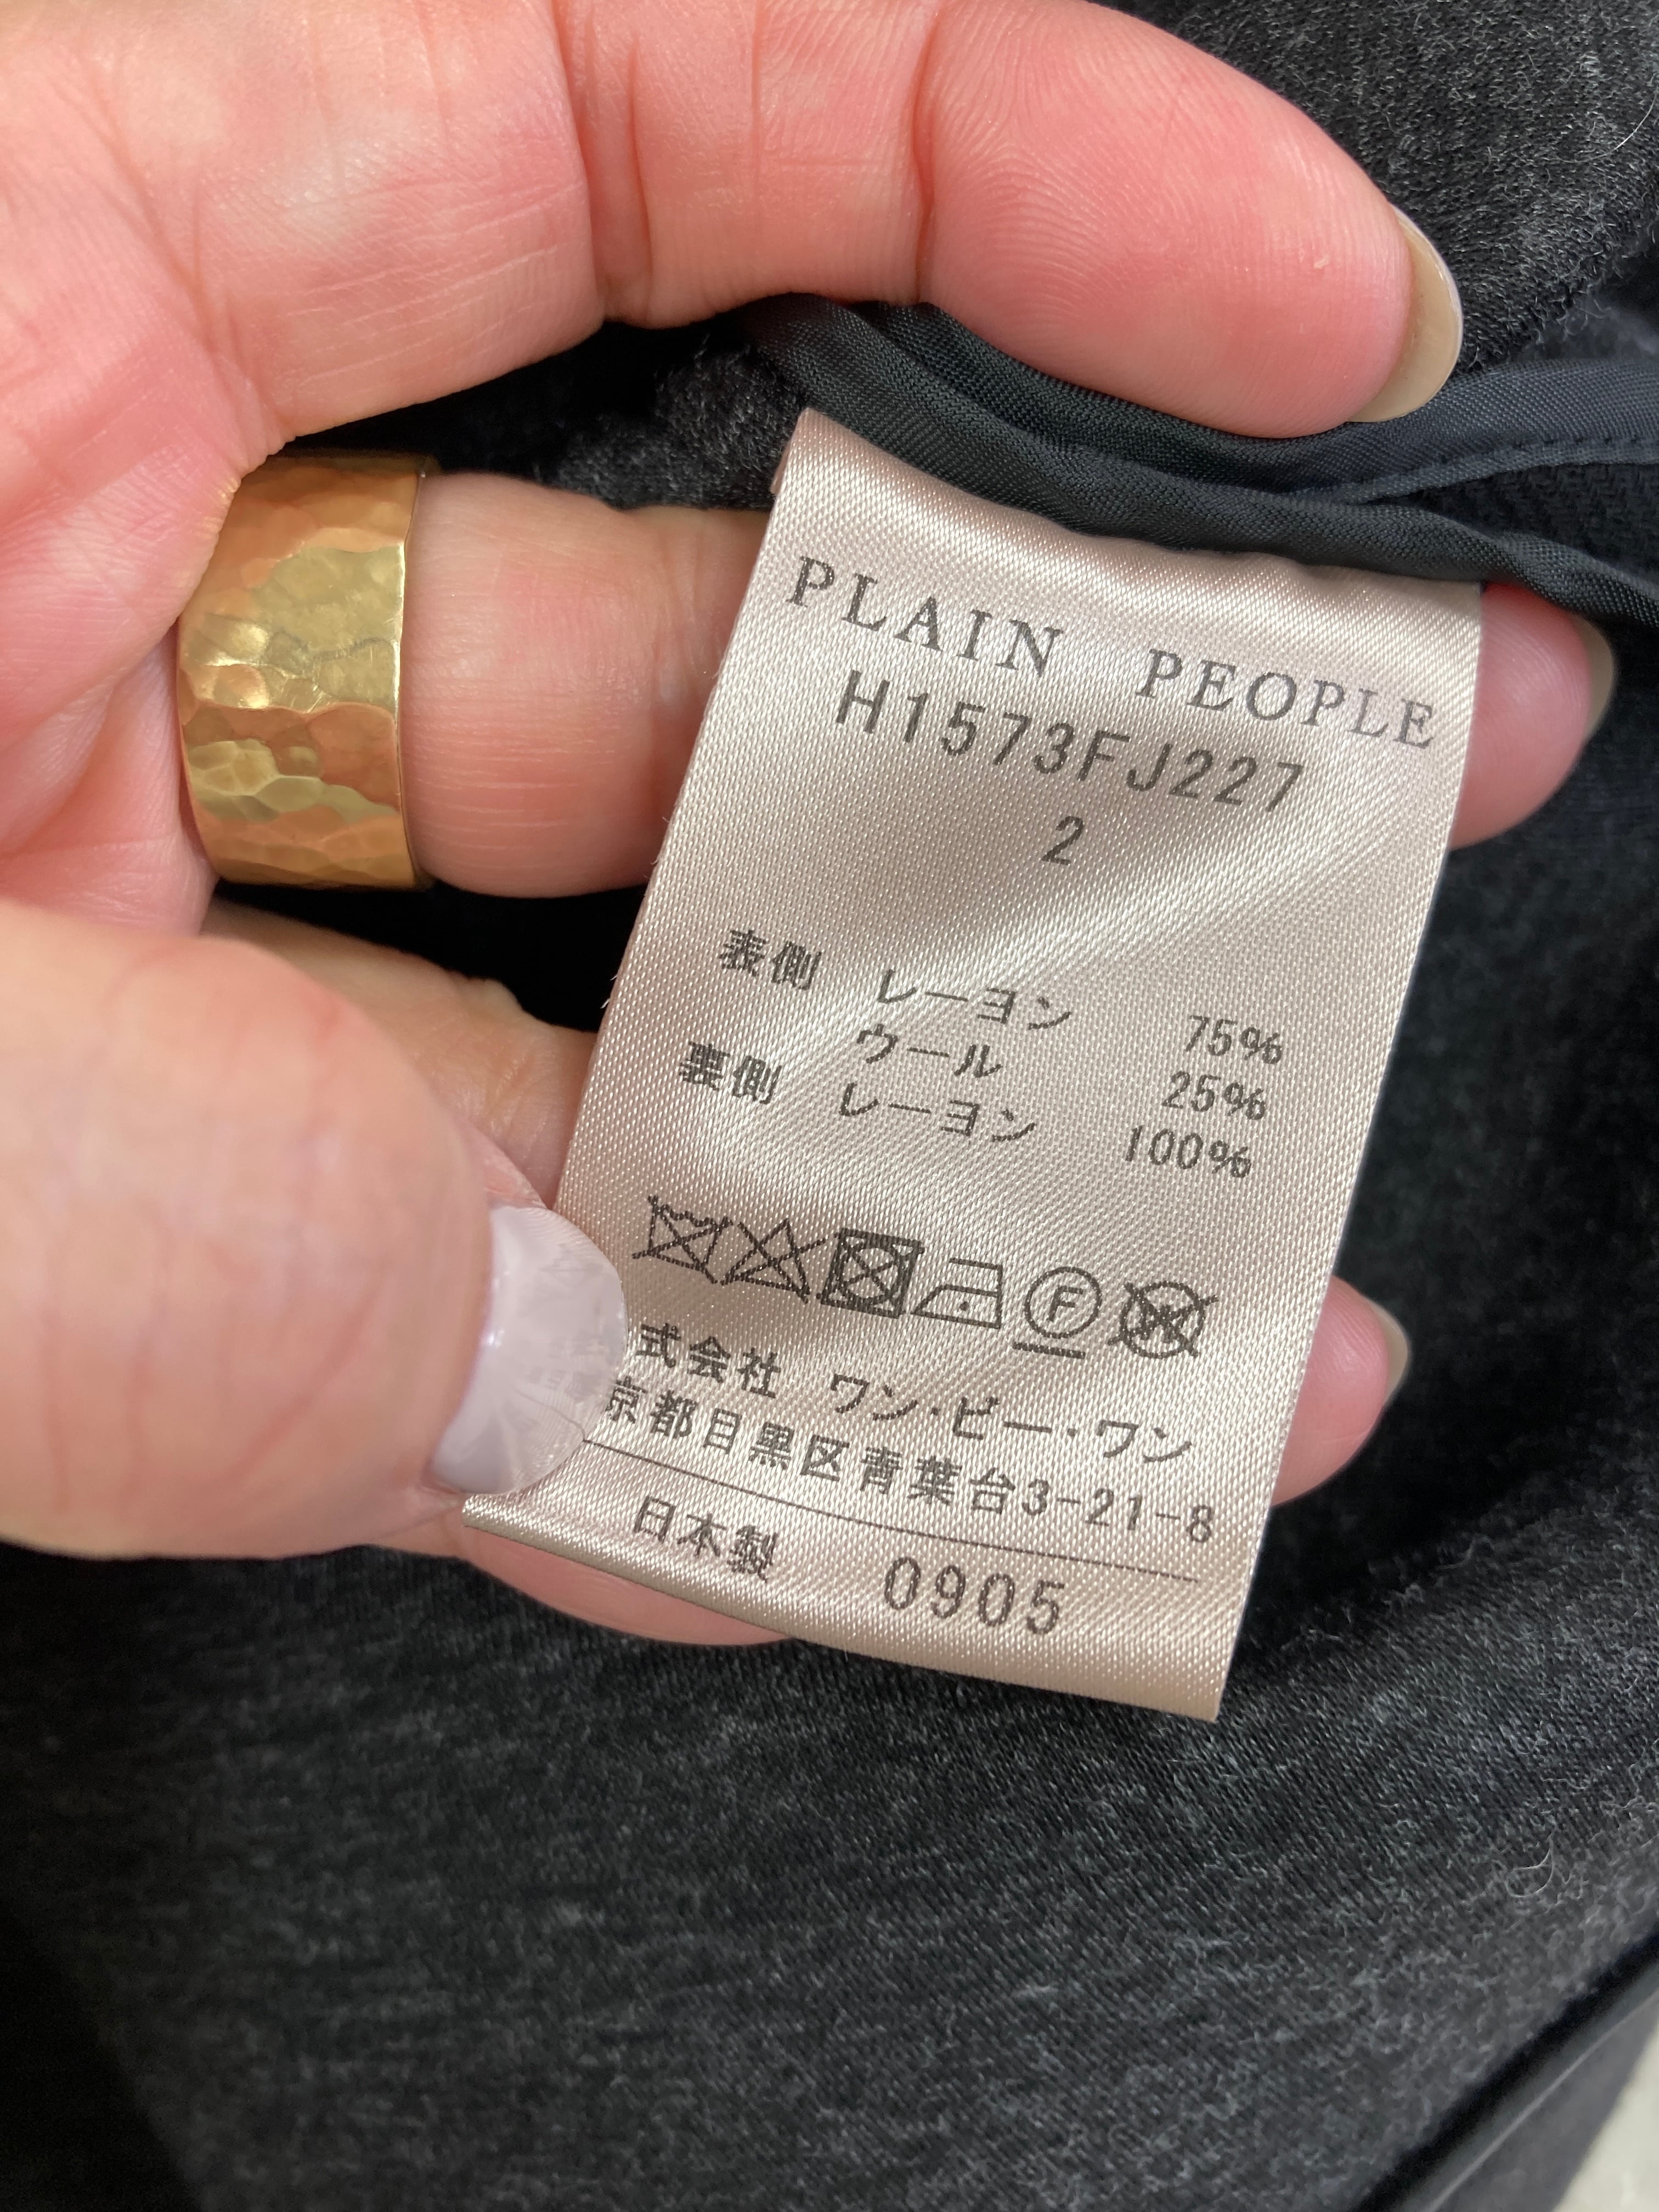 PLAIN PEOPLE
H1573FJ227
2
表側 レーヨン 75%
ウール 25%
裏側 レーヨン 100%
F
W
式会社 ワン・ビー・ワン
京都目黒区青葉台3-21-8
日本製 0905